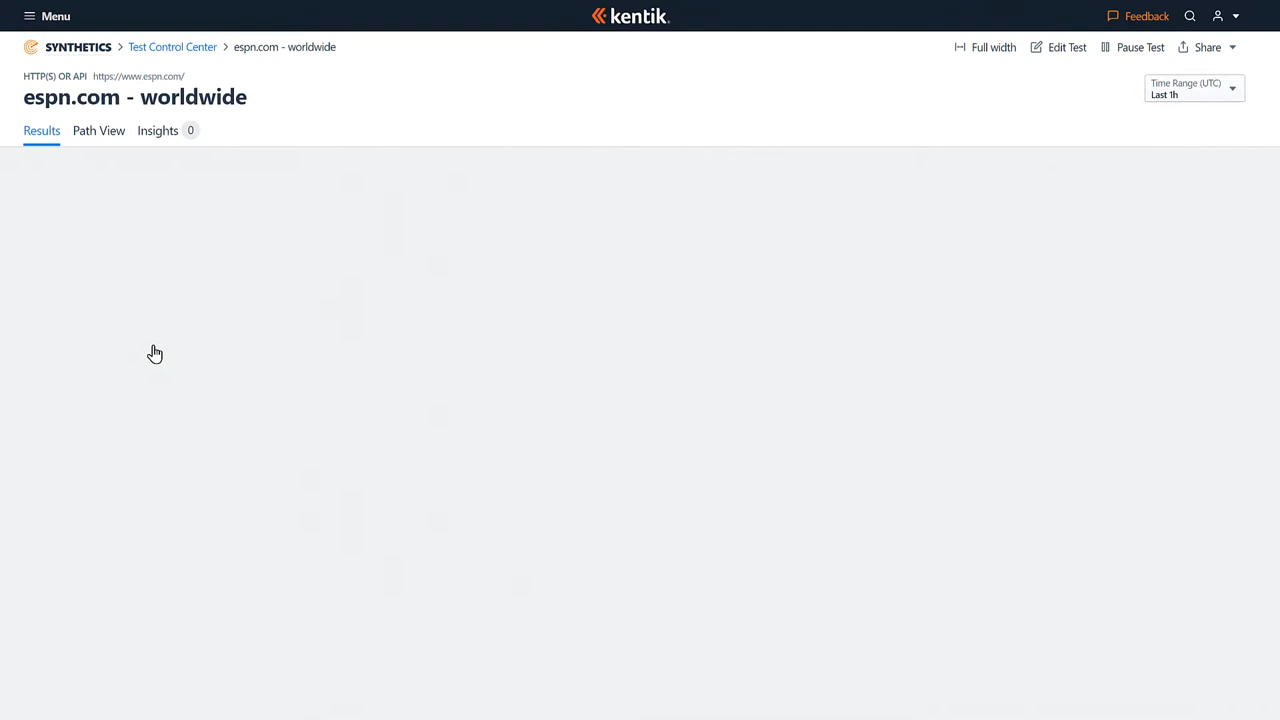 Menu
kentik
Feedback
SYNTHETICS > Test Control Center > espn.com - worldwide
Full width
Edit Test
Pause Test
Share
HTTP(S) OR API https://www.espn.com/
espn.com - worldwide
Time Range (UTC)
Last 1h
Results
Path View
Insights 0